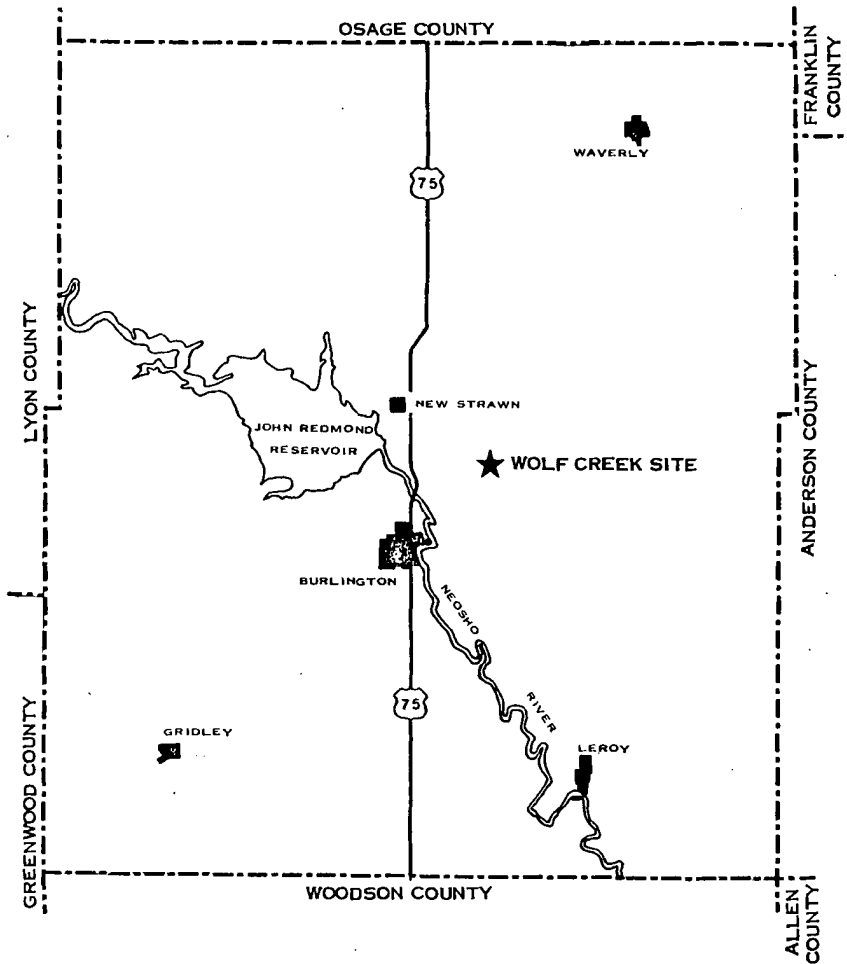 OSAGE COUNTY
FRANKLIN
COUNTY
WAVERLY
75
LYON COUNTY
NEW STRAWN
JOHN REDMOND
RESERVOIR
WOLF CREEK SITE
ANDERSON COUNTY
BURLINGTON
NEOSHO
RIVER
75
GREENWOOD COUNTY
GRIDLEY
LEROY
WOODSON COUNTY
ALLEN
COUNTY